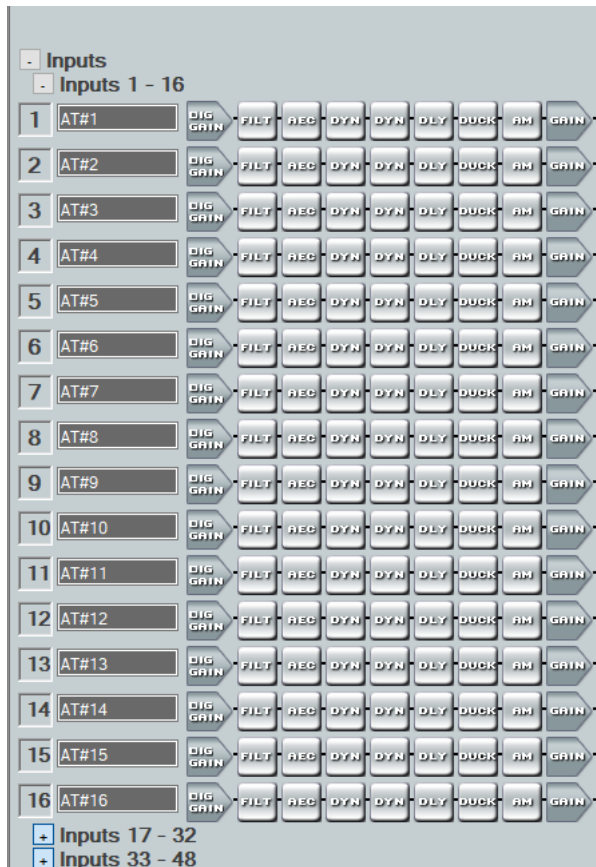 - Inputs
- Inputs 1 - 16
1 AT#1 DIG GAIN FILT AEC DYN DYN DLY DUCK AM GAIN
2 AT#2 DIG GAIN FILT AEC DYN DYN DLY DUCK AM GAIN
3 AT#3 DIG GAIN FILT AEC DYN DYN DLY DUCK AM GAIN
4 AT#4 DIG GAIN FILT AEC DYN DYN DLY DUCK AM GAIN
5 AT#5 DIG GAIN FILT AEC DYN DYN DLY DUCK AM GAIN
6 AT#6 DIG GAIN FILT AEC DYN DYN DLY DUCK AM GAIN
7 AT#7 DIG GAIN FILT AEC DYN DYN DLY DUCK AM GAIN
8 AT#8 DIG GAIN FILT AEC DYN DYN DLY DUCK AM GAIN
9 AT#9 DIG GAIN FILT AEC DYN DYN DLY DUCK AM GAIN
10 AT#10 DIG GAIN FILT AEC DYN DYN DLY DUCK AM GAIN
11 AT#11 DIG GAIN FILT AEC DYN DYN DLY DUCK AM GAIN
12 AT#12 DIG GAIN FILT AEC DYN DYN DLY DUCK AM GAIN
13 AT#13 DIG GAIN FILT AEC DYN DYN DLY DUCK AM GAIN
14 AT#14 DIG GAIN FILT AEC DYN DYN DLY DUCK AM GAIN
15 AT#15 DIG GAIN FILT AEC DYN DYN DLY DUCK AM GAIN
16 AT#16 DIG GAIN FILT AEC DYN DYN DLY DUCK AM GAIN
+ Inputs 17 - 32
+ Inputs 33 - 48